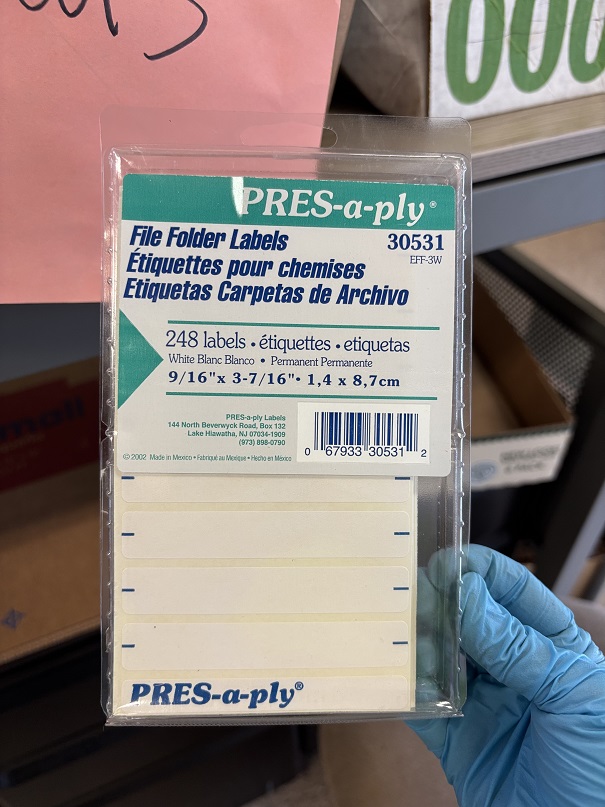 000
PRES-a-ply®
File Folder Labels
30531
EFF-3W
Étiquettes pour chemises
Etiquetas Carpetas de Archivo
248 labels • étiquettes • etiquetas
White Blanc Blanco • Permanent Permanente
9/16" x 3-7/16" • 1,4 x 8,7cm
PRES-a-ply Labels
144 North Beverwyck Road, Box 132
Lake Hiawatha, NJ 07034-1909
(973) 898-0790
© 2002 Made in Mexico • Fabriqué au Mexique • Hecho en México
0 67933 30531 2
PRES-a-ply®